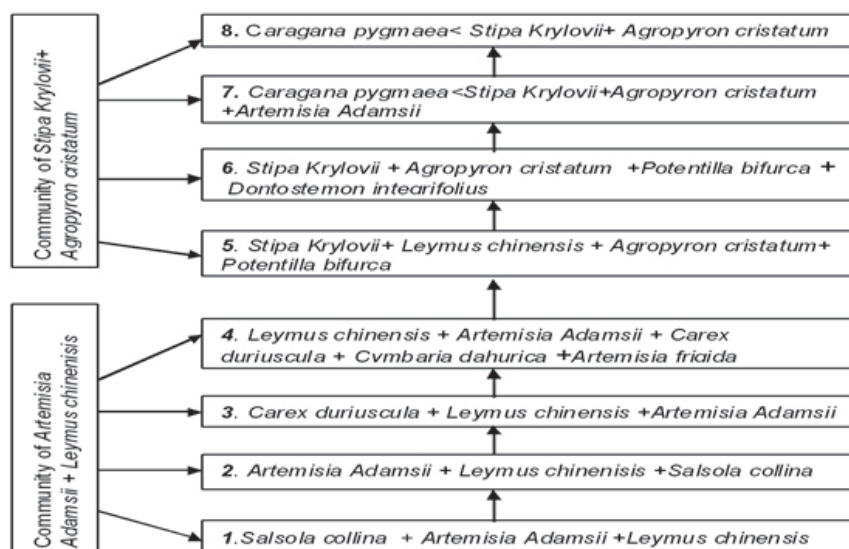 8. Caragana pygmaea< Stipa Krylovii+ Agropyron cristatum
7. Caragana pygmaea<Stipa Krylovii+Agropyron cristatum
+Artemisia Adamsii
6. Stipa Krylovii + Agropyron cristatum +Potentilla bifurca +
Dontostemon integrifolius
5. Stipa Krylovii+ Leymus chinensis + Agropyron cristatum+
Potentilla bifurca
Community of Stipa Krylovii+
Agropyron cristatum
4. Leymus chinensis + Artemisia Adamsii + Carex
duriuscula + Cymbaria dahurica +Artemisia frigida
3. Carex duriuscula + Leymus chinensis +Artemisia Adamsii
2. Artemisia Adamsii + Leymus chinenisis +Salsola collina
1.Salsola collina + Artemisia Adamsii +Leymus chinensis
Community of Artemisia
Adamsii + Leymus chinenisis